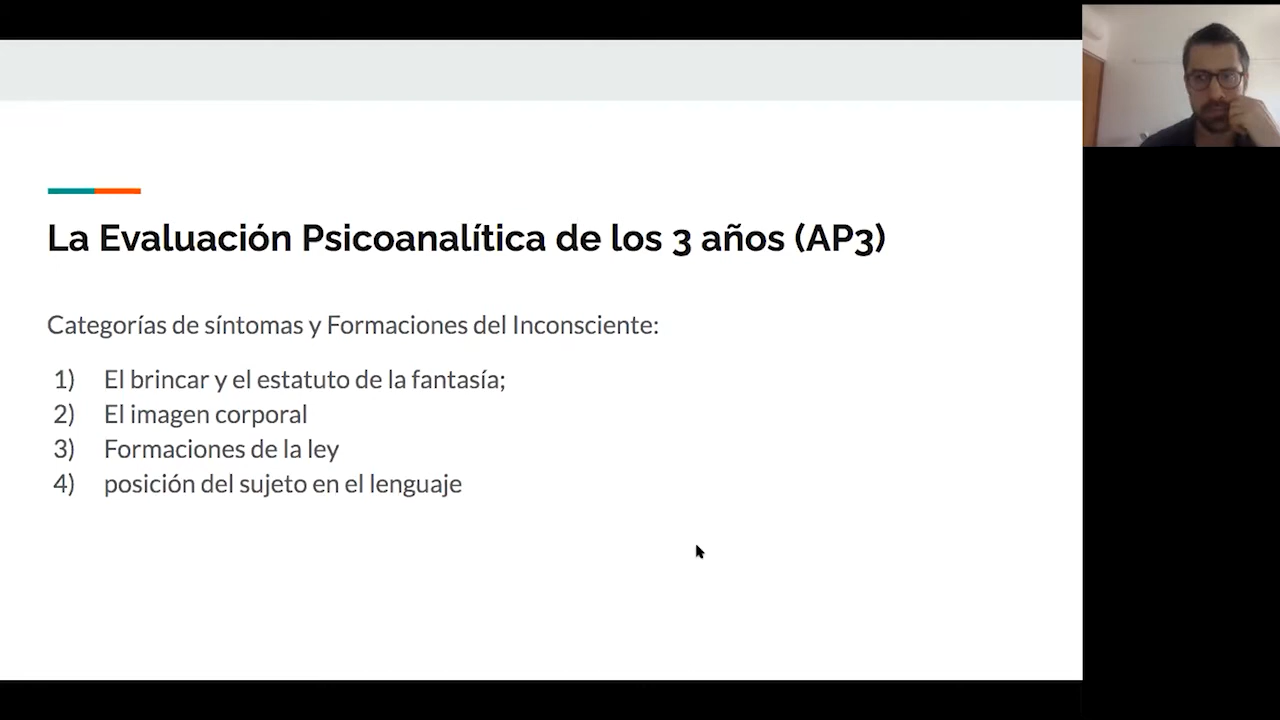 La Evaluación Psicoanalítica de los 3 años (AP3)
Categorías de síntomas y Formaciones del Inconsciente:
1) El brincar y el estatuto de la fantasía;
2) El imagen corporal
3) Formaciones de la ley
4) posición del sujeto en el lenguaje